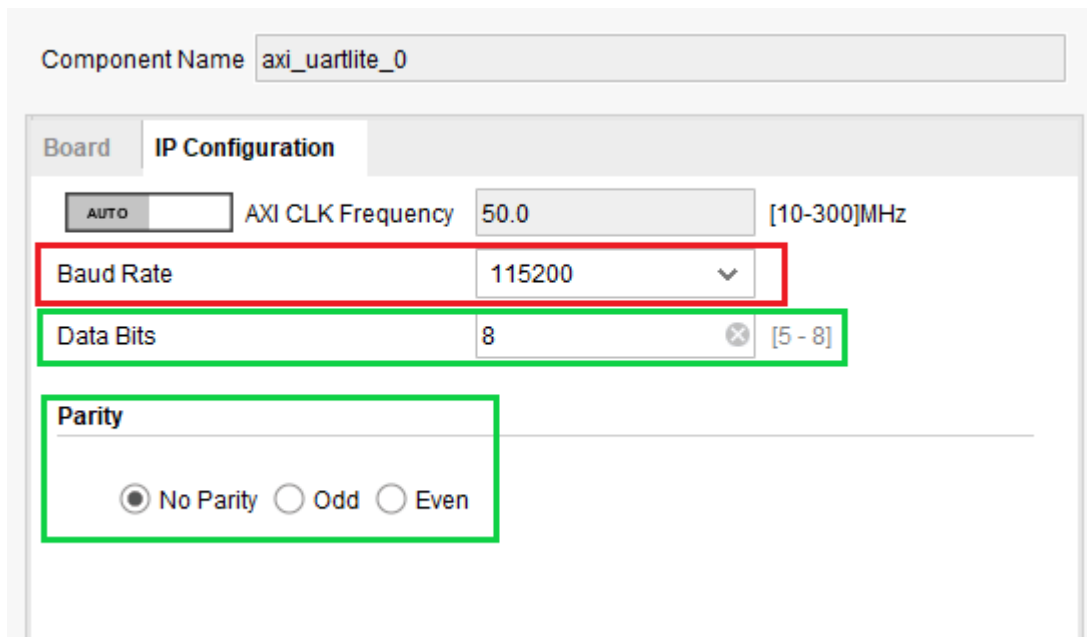 Component Name axi_uartlite_0
Board IP Configuration
AUTO AXI CLK Frequency 50.0 [10-300]MHz
Baud Rate 115200
Data Bits 8 [5 - 8]
Parity
No Parity Odd Even